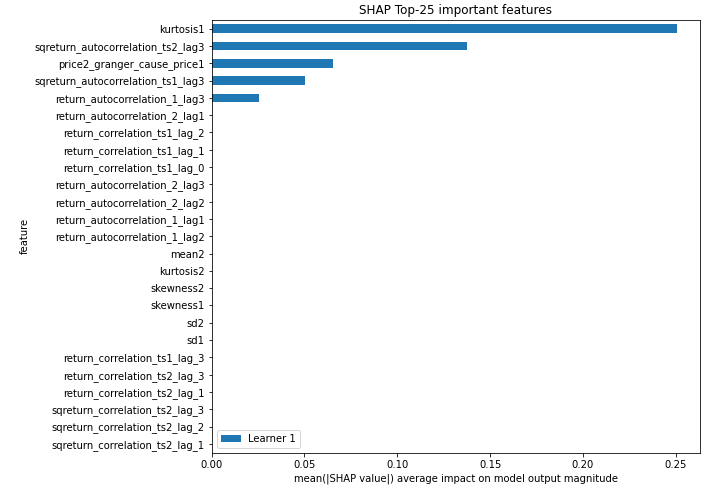 SHAP Top-25 important features
kurtosis1
sqreturn_autocorrelation_ts2_lag3
price2_granger_cause_price1
sqreturn_autocorrelation_ts1_lag3
return_autocorrelation_1_lag3
return_autocorrelation_2_lag1
return_correlation_ts1_lag_2
return_correlation_ts1_lag_1
return_correlation_ts1_lag_0
return_autocorrelation_2_lag3
return_autocorrelation_2_lag2
return_autocorrelation_1_lag1
return_autocorrelation_1_lag2
mean2
kurtosis2
skewness2
skewness1
sd2
sd1
return_correlation_ts1_lag_3
return_correlation_ts2_lag_3
return_correlation_ts2_lag_1
sqreturn_correlation_ts2_lag_3
sqreturn_correlation_ts2_lag_2
sqreturn_correlation_ts2_lag_1
feature
Learner 1
0.00 0.05 0.10 0.15 0.20 0.25
mean(|SHAP value|) average impact on model output magnitude